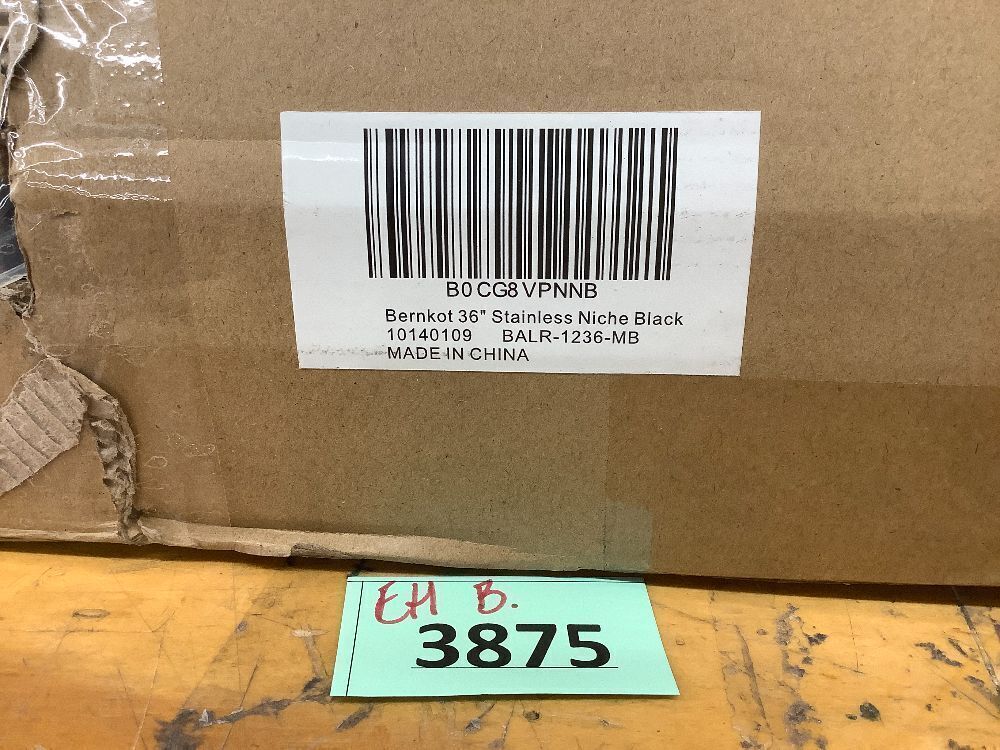 B0CG8VPNNB
Bernkot 36" Stainless Niche Black
10140109 BALR-1236-MB
MADE IN CHINA
EH B.
3875